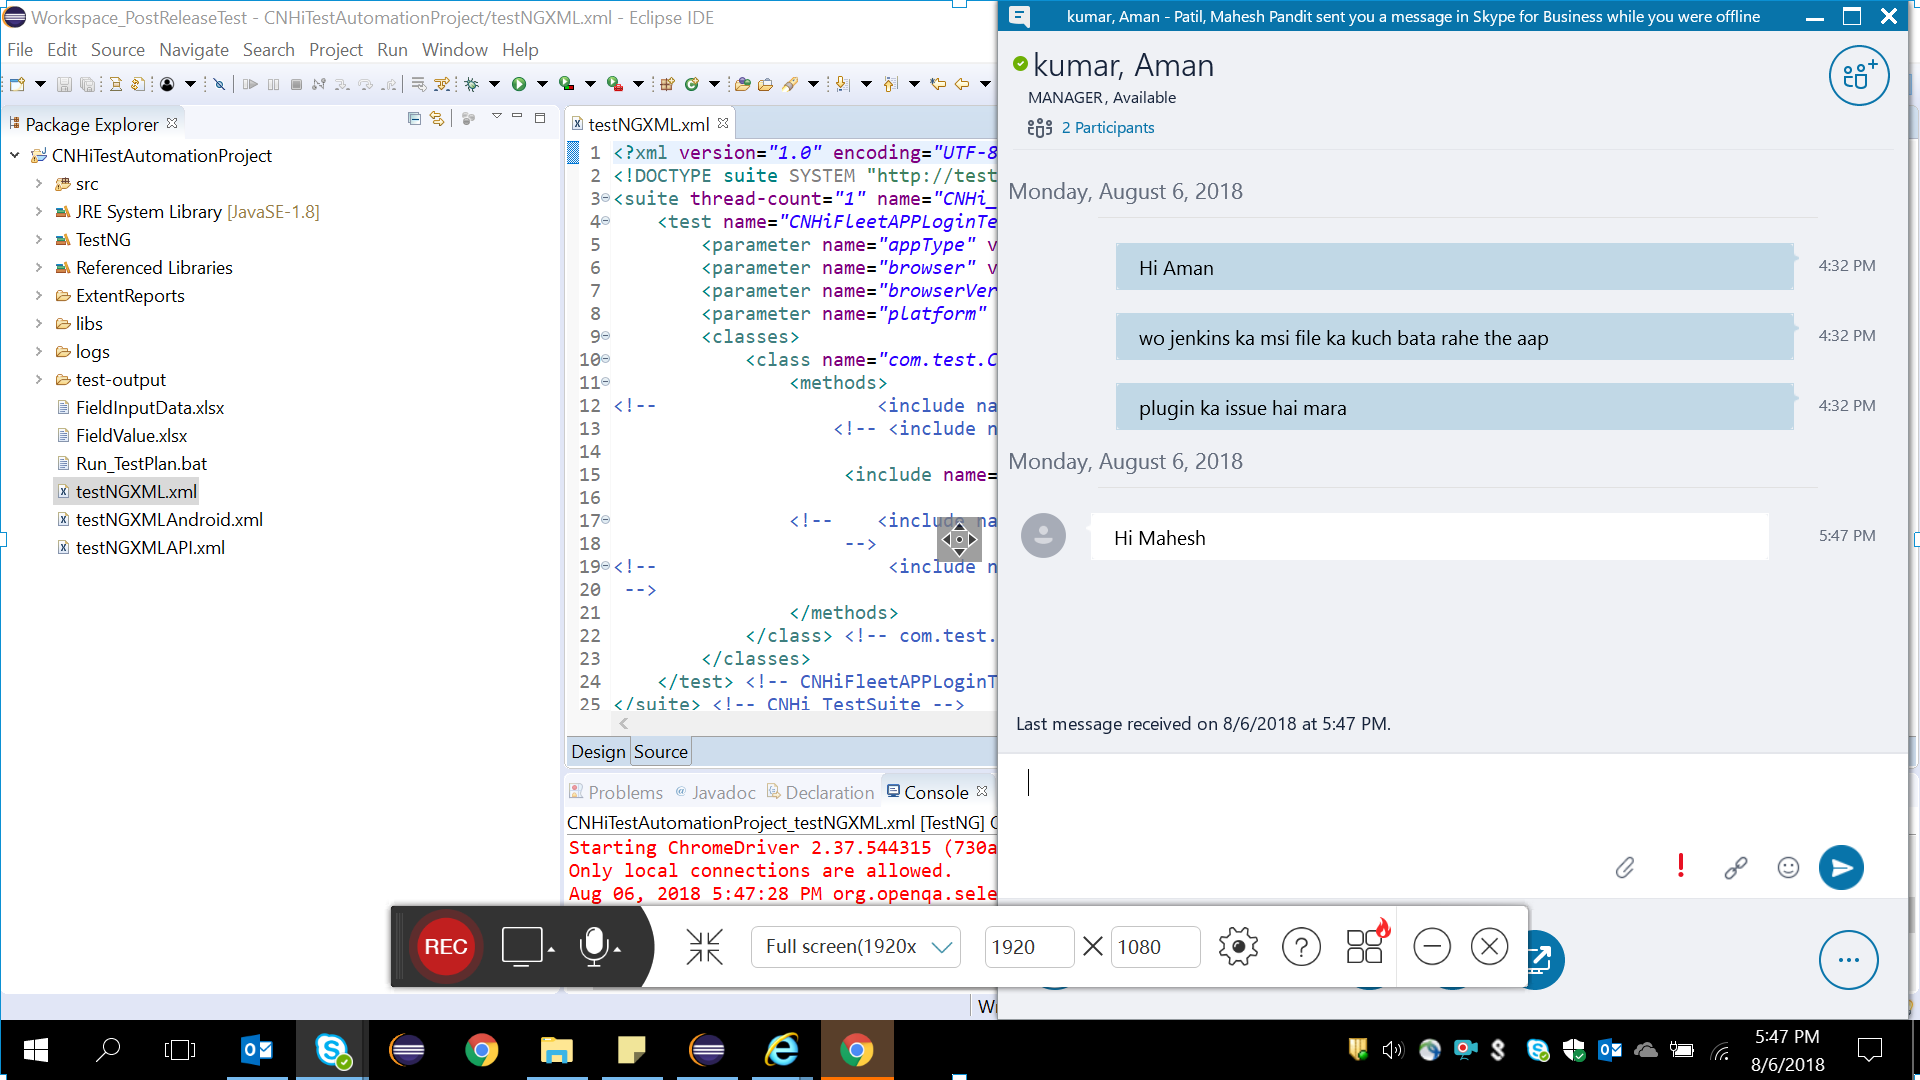 Workspace_PostReleaseTest - CNHiTestAutomationProject/testNGXML.xml - Eclipse IDE
File Edit Source Navigate Search Project Run Window Help
Package Explorer
CNHiTestAutomationProject
src
JRE System Library [JavaSE-1.8]
TestNG
Referenced Libraries
ExtentReports
libs
logs
test-output
FieldInputData.xlsx
FieldValue.xlsx
Run_TestPlan.bat
testNGXML.xml
testNGXMLAndroid.xml
testNGXMLAPI.xml
testNGXML.xml
1 <?xml version="1.0" encoding="UTF-8
2 <!DOCTYPE suite SYSTEM "http://test
3 <suite thread-count="1" name="CNHi_
4 <test name="CNHiFleetAPPLoginTe
5 <parameter name="appType" v
6 <parameter name="browser" v
7 <parameter name="browserVer
8 <parameter name="platform"
9 <classes>
10 <class name="com.test.C
11 <methods>
12 <!-- <include na
13 <!-- <include n
14
15 <include name=
16
17 <!-- <include na
18 -->
19 <!-- <include n
20 -->
21 </methods>
22 </class> <!-- com.test.
23 </classes>
24 </test> <!-- CNHiFleetAPPLoginT
25 </suite> <!-- CNHi TestSuite -->
Design Source
Problems Javadoc Declaration Console
CNHiTestAutomationProject_testNGXML.xml [TestNG] C
Starting ChromeDriver 2.37.544315 (730a
Only local connections are allowed.
Aug 06, 2018 5:47:28 PM org.openqa.sele
kumar, Aman - Patil, Mahesh Pandit sent you a message in Skype for Business while you were offline
kumar, Aman
MANAGER, Available
2 Participants
Monday, August 6, 2018
Hi Aman
4:32 PM
wo jenkins ka msi file ka kuch bata rahe the aap
4:32 PM
plugin ka issue hai mara
4:32 PM
Monday, August 6, 2018
Hi Mahesh
5:47 PM
Last message received on 8/6/2018 at 5:47 PM.
REC
Full screen(1920x
1920
1080
5:47 PM
8/6/2018